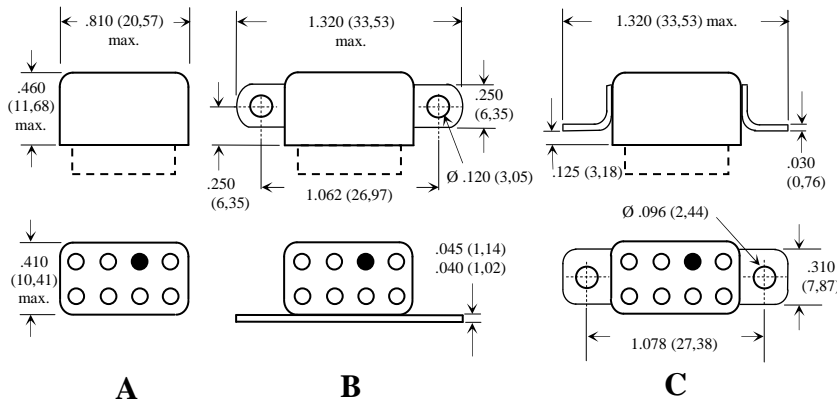 .810 (20,57)
max.
.460
(11,68)
max.
1.320 (33,53)
max.
.250
(6,35)
.250
(6,35)
1.062 (26,97)
Ø .120 (3,05)
1.320 (33,53) max.
.125 (3,18)
.030
(0,76)
.410
(10,41)
max.
.045 (1,14)
.040 (1,02)
Ø .096 (2,44)
.310
(7,87)
1.078 (27,38)
A
B
C